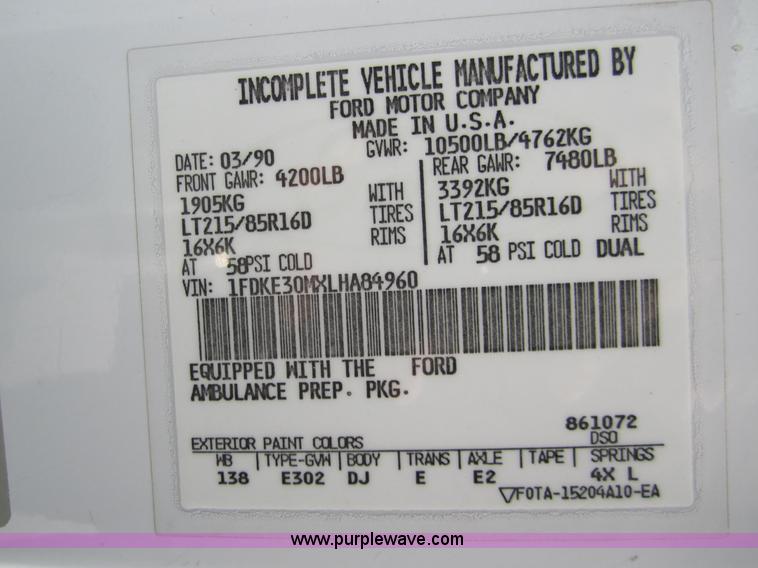 INCOMPLETE VEHICLE MANUFACTURED BY
FORD MOTOR COMPANY
MADE IN U.S.A.
DATE: 03/90 GVWR: 10500LB/4762KG
FRONT GAWR: 4200LB REAR GAWR: 7480LB
1905KG WITH 3392KG WITH
LT215/85R16D TIRES LT215/85R16D TIRES
16X6K RIMS 16X6K RIMS
AT 58PSI COLD AT 58 PSI COLD DUAL
VIN: 1FDKE30MXLHA84960
EQUIPPED WITH THE FORD
AMBULANCE PREP. PKG.
861072
EXTERIOR PAINT COLORS DSO
WB TYPE-GVW BODY TRANS AXLE TAPE SPRINGS
138 E302 DJ E E2 4X L
F0TA-15204A10-EA
www.purplewave.com